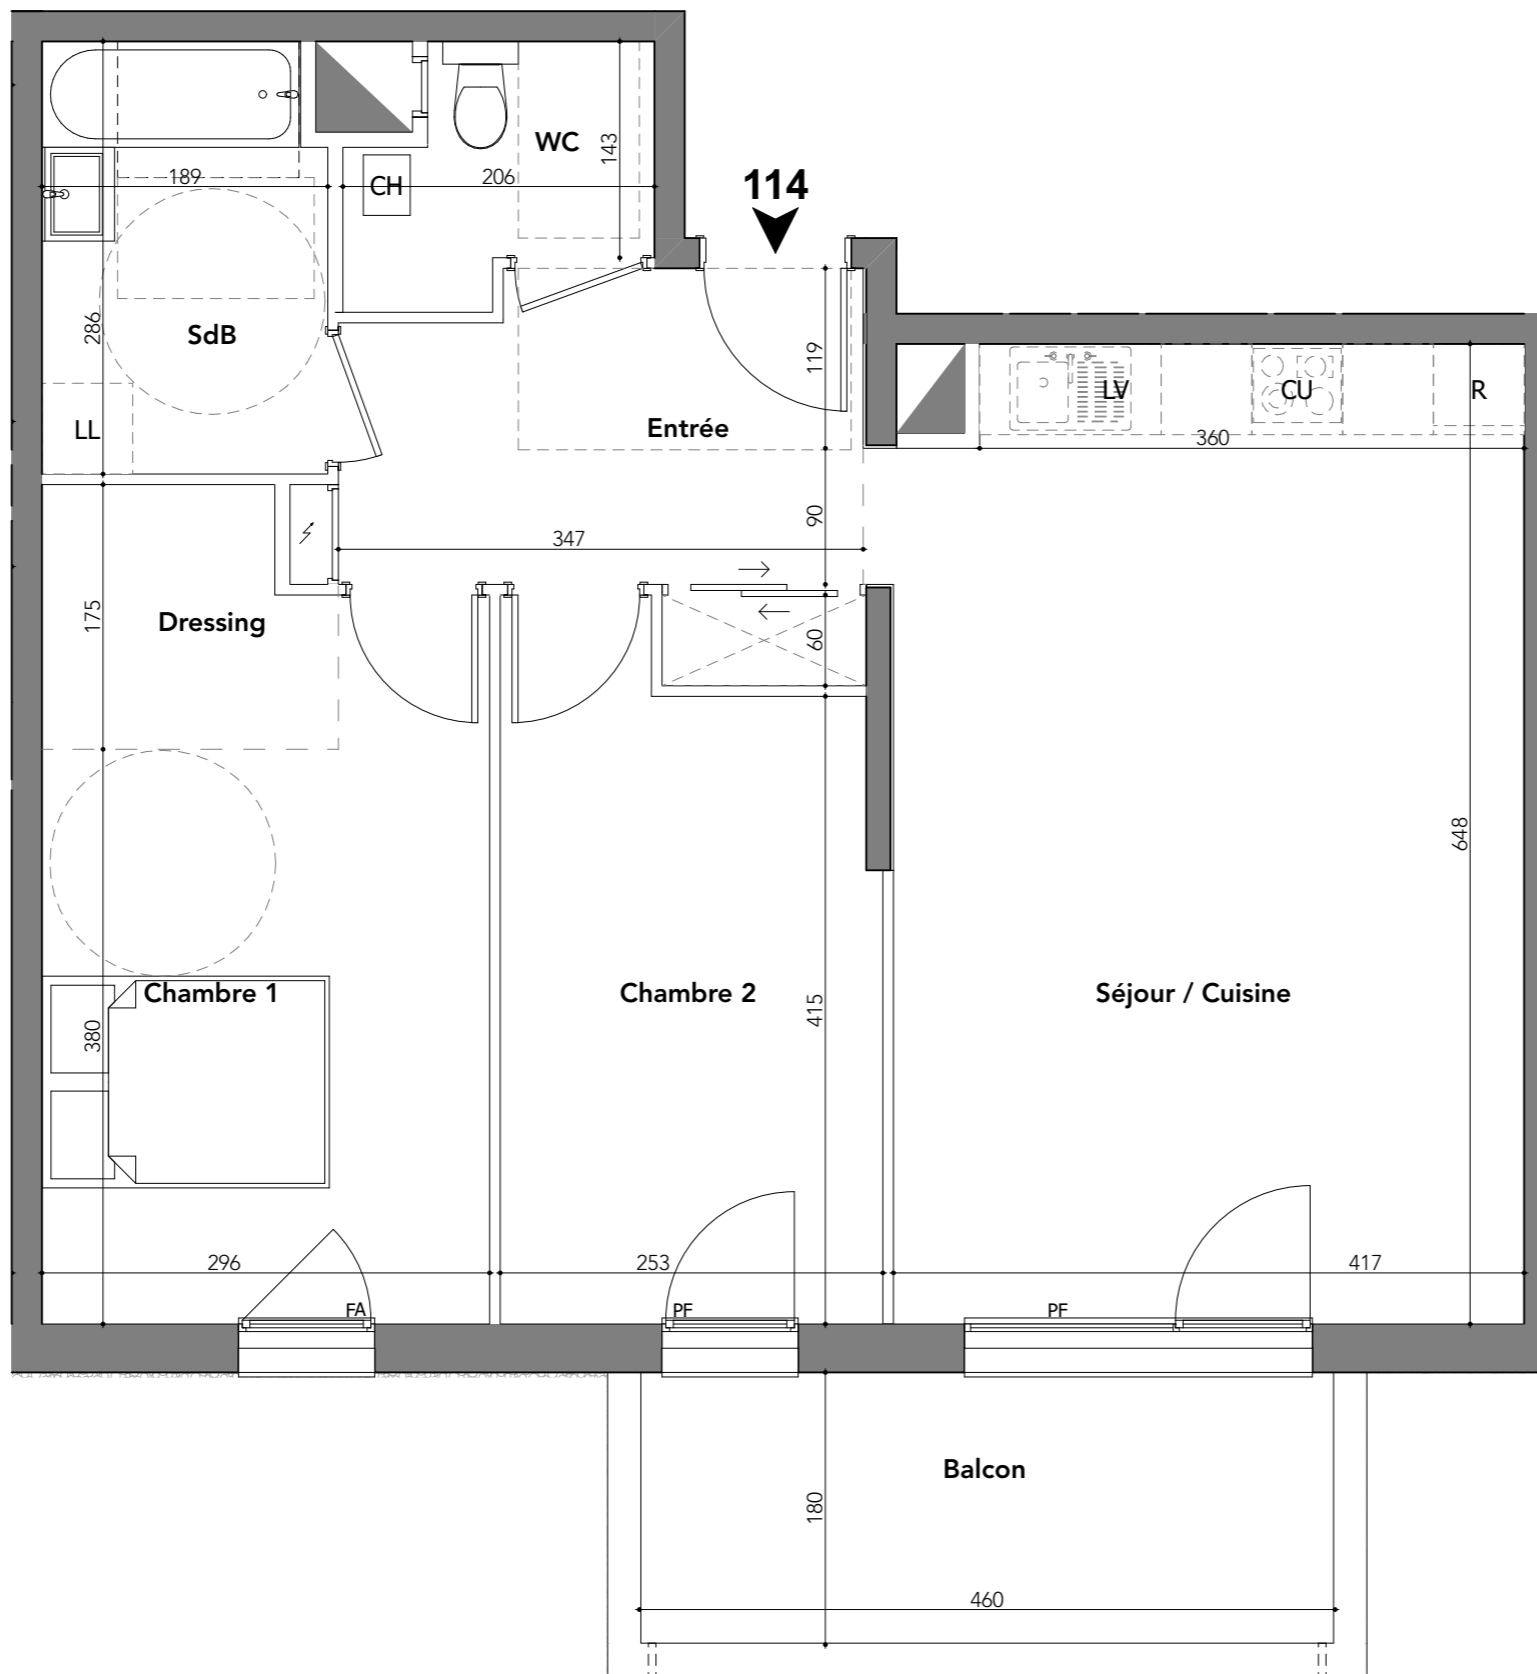 WC
143
189
CH
206
114
286
SdB
119
LL
Entrée
LV
CU
R
360
90
347
175
Dressing
60
648
Chambre 1
Chambre 2
Séjour / Cuisine
380
415
296
253
417
FA
PF
PF
Balcon
180
460